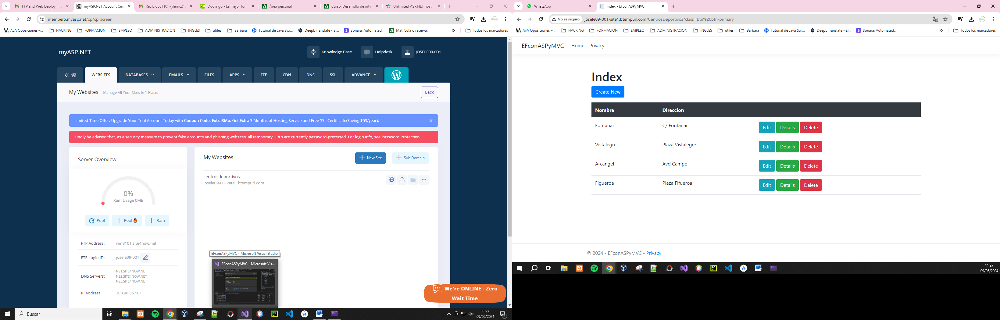 FTP and Web Deploy info
myASP.NET Account Cen
Recibidos (10) - jferric21
Duolingo - La mejor form
Área personal
Curso: Desarrollo de inte
Unlimited ASP.NET hostin
member5.myasp.net/cp/cp_screen
AvA Oposiciones –...
HACKING
FORMACION
EMPLEO
ADMINISTRACION
INGLES
útiles
Barbara
Tutorial de Java Swi...
DeepL Translate - El...
Sonara: Automated...
Matrícula o reserva...
»
Todos los marcadores
myASP.NET
Knowledge Base
Helpdesk
JOSELE09-001
WEBSITES
DATABASES
EMAILS
FILES
APPS
FTP
CDN
DNS
SSL
ADVANCE
My Websites
Manage All Your Sites In 1 Place.
Back
Limited-Time Offer: Upgrade Your Trial Account Today with Coupon Code: Extra3Mo. Get Extra 3 Months of Hosting Service and Free SSL Certificate(Saving $53/year).
Kindly be advised that, as a security measure to prevent fake accounts and phishing websites, all temporary URLs are currently password-protected. For login info, see Password Protection
Server Overview
0%
Ram Usage 0MB
Pool
Pool
Ram
FTP Address: win8101.site4now.net
FTP Login ID: josele09-001
DNS Servers:
NS1.SITE4NOW.NET
NS2.SITE4NOW.NET
NS3.SITE4NOW.NET
IP Address: 208.98.35.101
My Websites
New Site
Sub Domain
centrosdeportivos
josele09-001-site1.btempurl.com
EFconASPyMVC - Microsoft Visual Studio
EFconASPyMVC - Microsoft Vis...
We're ONLINE - Zero
Wait Time
Buscar
11:27
09/05/2024
3
WhatsApp
Index - EFconASPyMVC
No es seguro
josele09-001-site1.btempurl.com/CentrosDeportivos?class=btn%20btn-primary
AvA Oposiciones –...
HACKING
FORMACION
EMPLEO
ADMINISTRACION
INGLES
útiles
Barbara
Tutorial de Java Swi...
DeepL Translate - El...
Sonara: Automated...
»
Todos los marcadores
EFconASPyMVC
Home
Privacy
Index
Create New
Nombre Direccion
Fontanar C/ Fontanar Edit Details Delete
Vistalegre Plaza Vistalegre Edit Details Delete
Arcangel Avd Campo Edit Details Delete
Figueroa Plaza Fifueroa Edit Details Delete
© 2024 - EFconASPyMVC - Privacy
11:27
09/05/2024